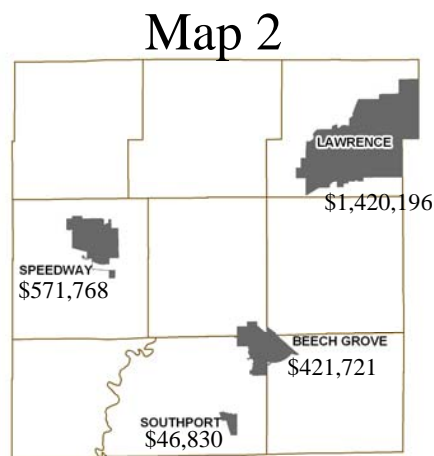 Map 2
LAWRENCE
$1,420,196
SPEEDWAY
$571,768
BEECH GROVE
$421,721
SOUTHPORT
$46,830